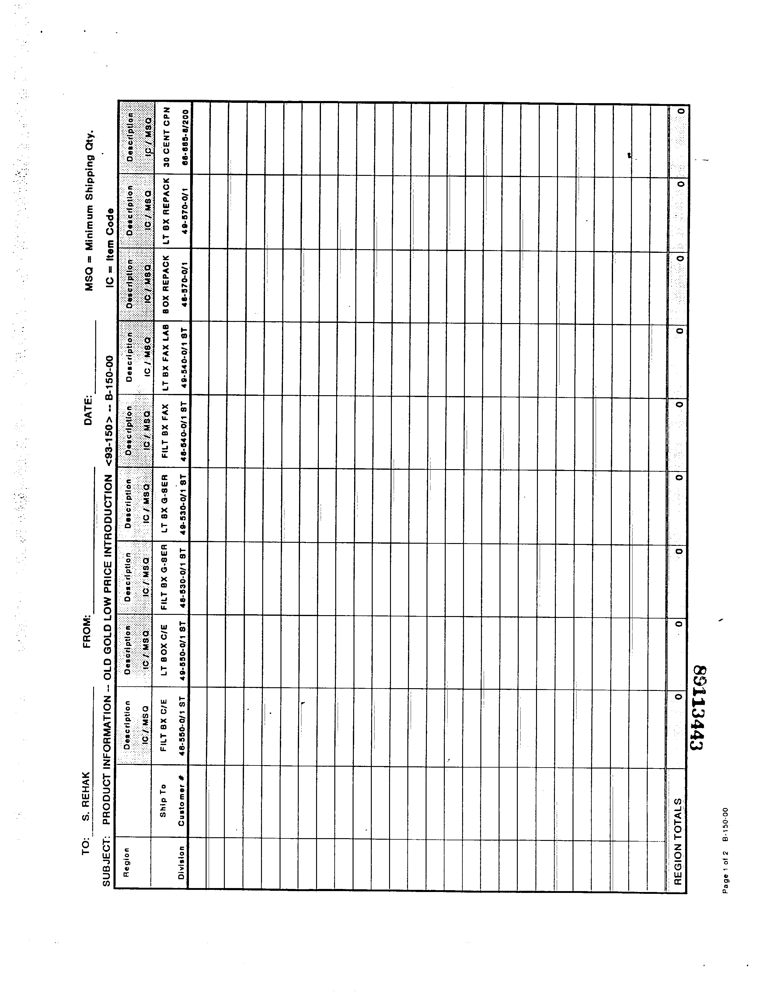 TO: S. REHAK FROM: DATE: MSQ = Minimum Shipping Qty.
SUBJECT: PRODUCT INFORMATION -- OLD GOLD LOW PRICE INTRODUCTION <93-150> -- B-150-00 IC = Item Code
Region Description Description Description Description Description Description Description Description Description
IC / MSQ IC / MSQ IC / MSQ IC / MSQ IC / MSQ IC / MSQ IC / MSQ IC / MSQ IC / MSQ
Ship To FILT BX C/E LT BOX C/E FILT BX G-SER LT BX G-SER FILT BX FAX LT BX FAX LAB BOX REPACK LT BX REPACK 30 CENT CPN
Division Customer # 48-550-0/1 ST 49-550-0/1 ST 48-530-0/1 ST 49-530-0/1 ST 48-540-0/1 ST 49-540-0/1 ST 48-570-0/1 49-570-0/1 68-885-8/200
REGION TOTALS 0 0 0 0 0 0 0 0 0
89113443
Page 1 of 2 B-150-00